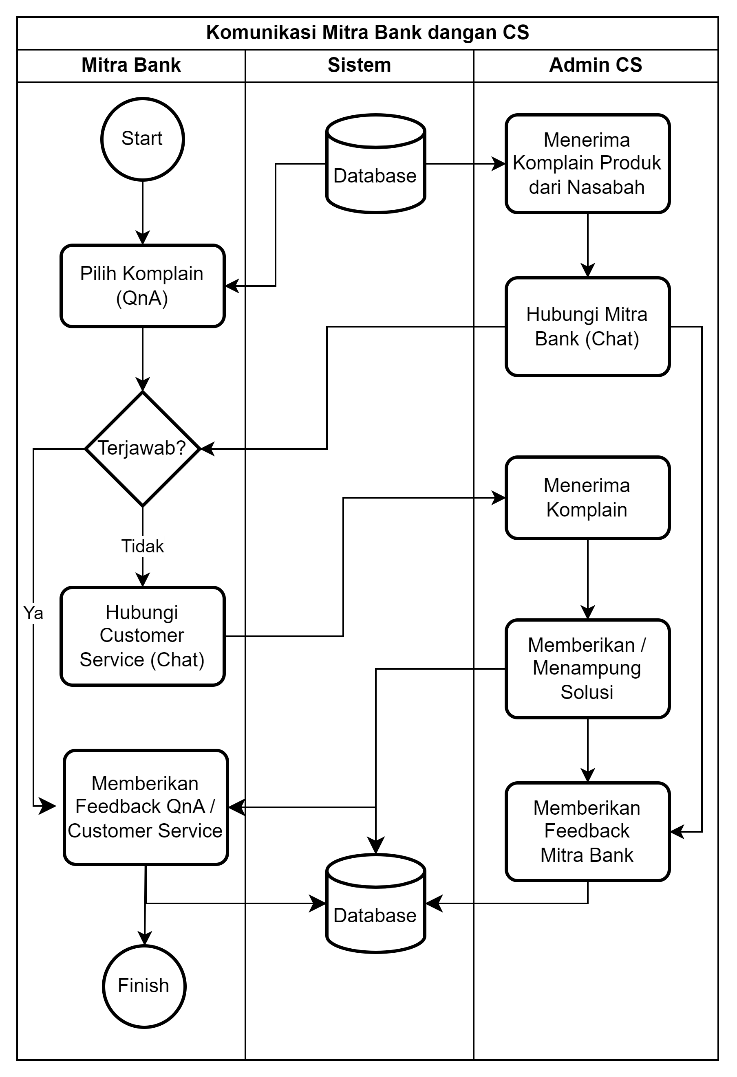 Komunikasi Mitra Bank dangan CS
Mitra Bank
Sistem
Admin CS
Start
Database
Menerima
Komplain Produk
dari Nasabah
Pilih Komplain
(QnA)
Hubungi Mitra
Bank (Chat)
Terjawab?
Menerima
Komplain
Tidak
Ya
Hubungi
Customer
Service (Chat)
Memberikan /
Menampung
Solusi
Memberikan
Feedback QnA /
Customer Service
Memberikan
Feedback
Mitra Bank
Database
Finish